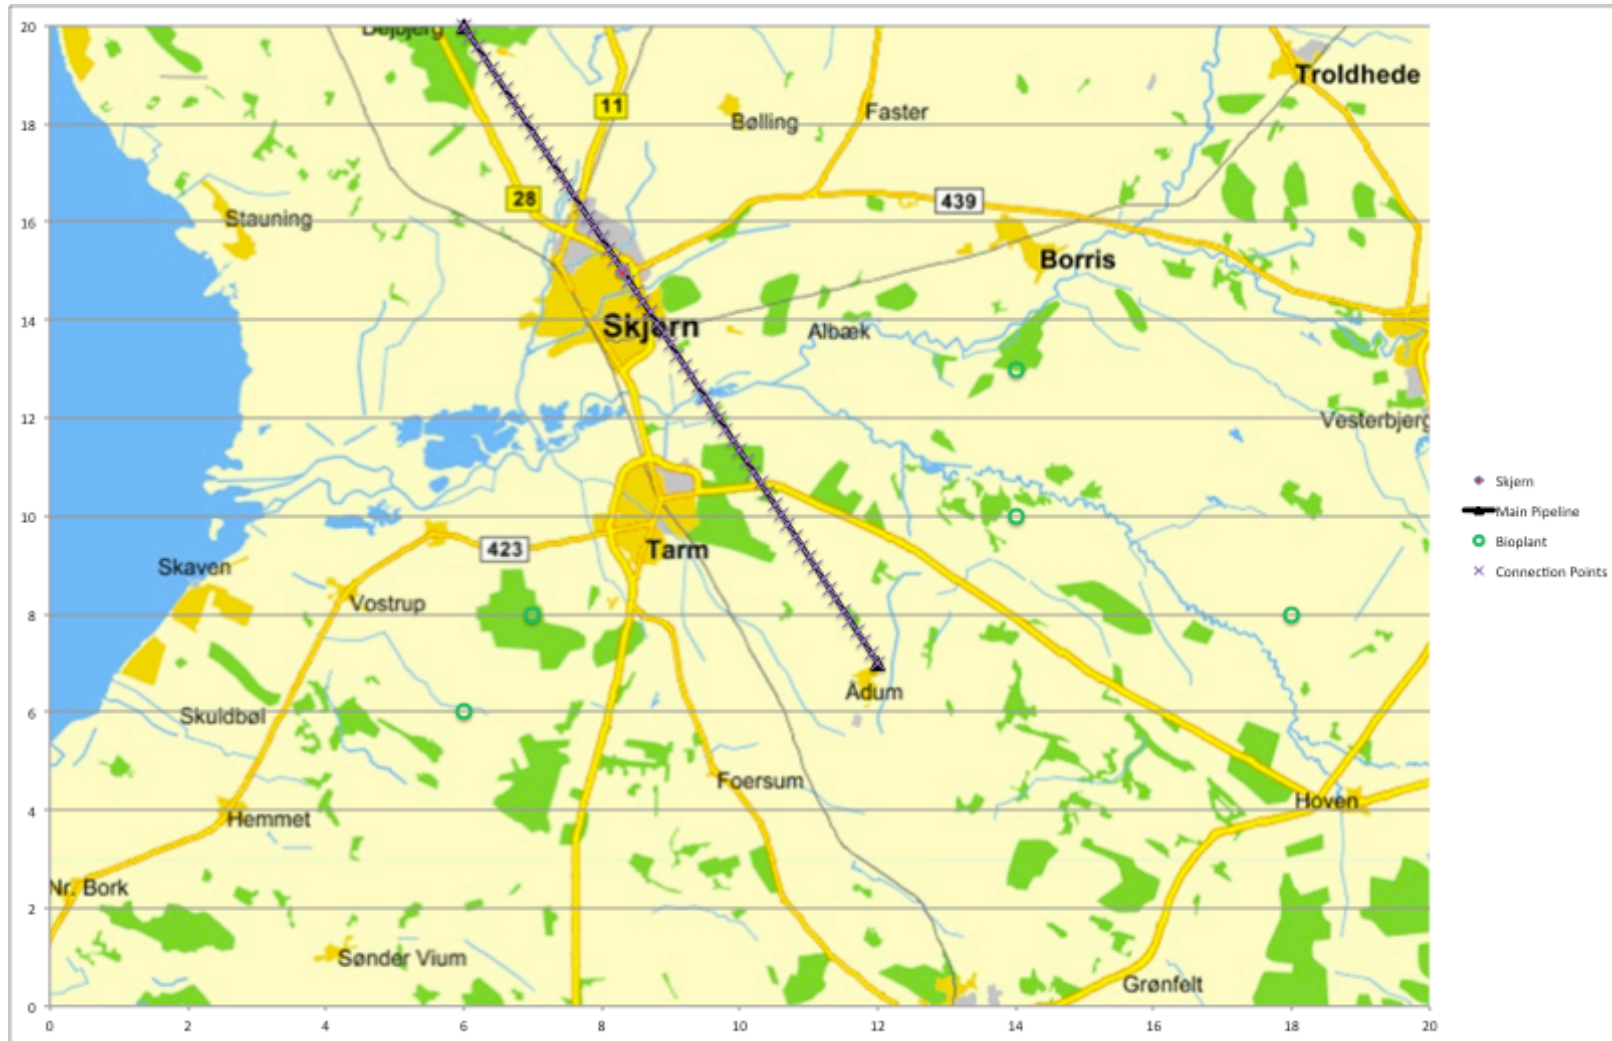 20
Dejbjerg
Troldhede
11
18
Bølling
Faster
28
439
16
Stauning
Borris
14
Skjern
Albæk
12
Vesterbjerg
Skjern
Main Pipeline
10
423
Tarm
Bioplant
Skaven
Connection Points
Vostrup
8
Ådum
6
Skuldbøl
Foersum
4
Hoven
Hemmet
Nr. Bork
2
Sønder Vium
Grønfelt
0
0 2 4 6 8 10 12 14 16 18 20